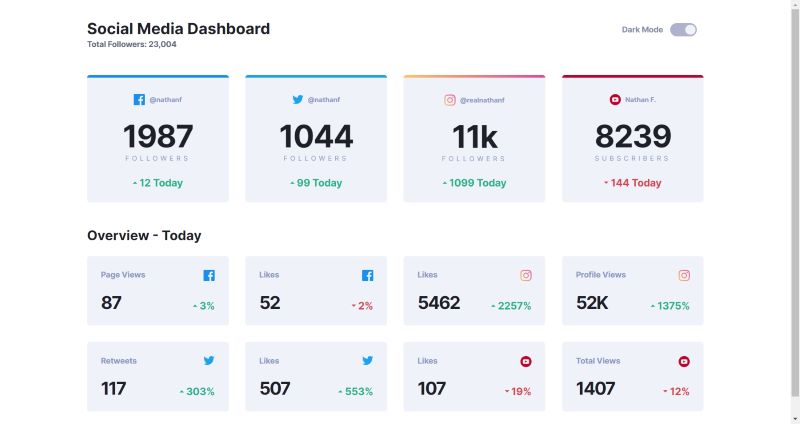 Social Media Dashboard
Total Followers: 23,004
Dark Mode
@nathanf
1987
FOLLOWERS
12 Today
@nathanf
1044
FOLLOWERS
99 Today
@realnathanf
11k
FOLLOWERS
1099 Today
Nathan F.
8239
SUBSCRIBERS
144 Today
Overview - Today
Page Views
87
3%
Likes
52
2%
Likes
5462
2257%
Profile Views
52K
1375%
Retweets
117
303%
Likes
507
553%
Likes
107
19%
Total Views
1407
12%